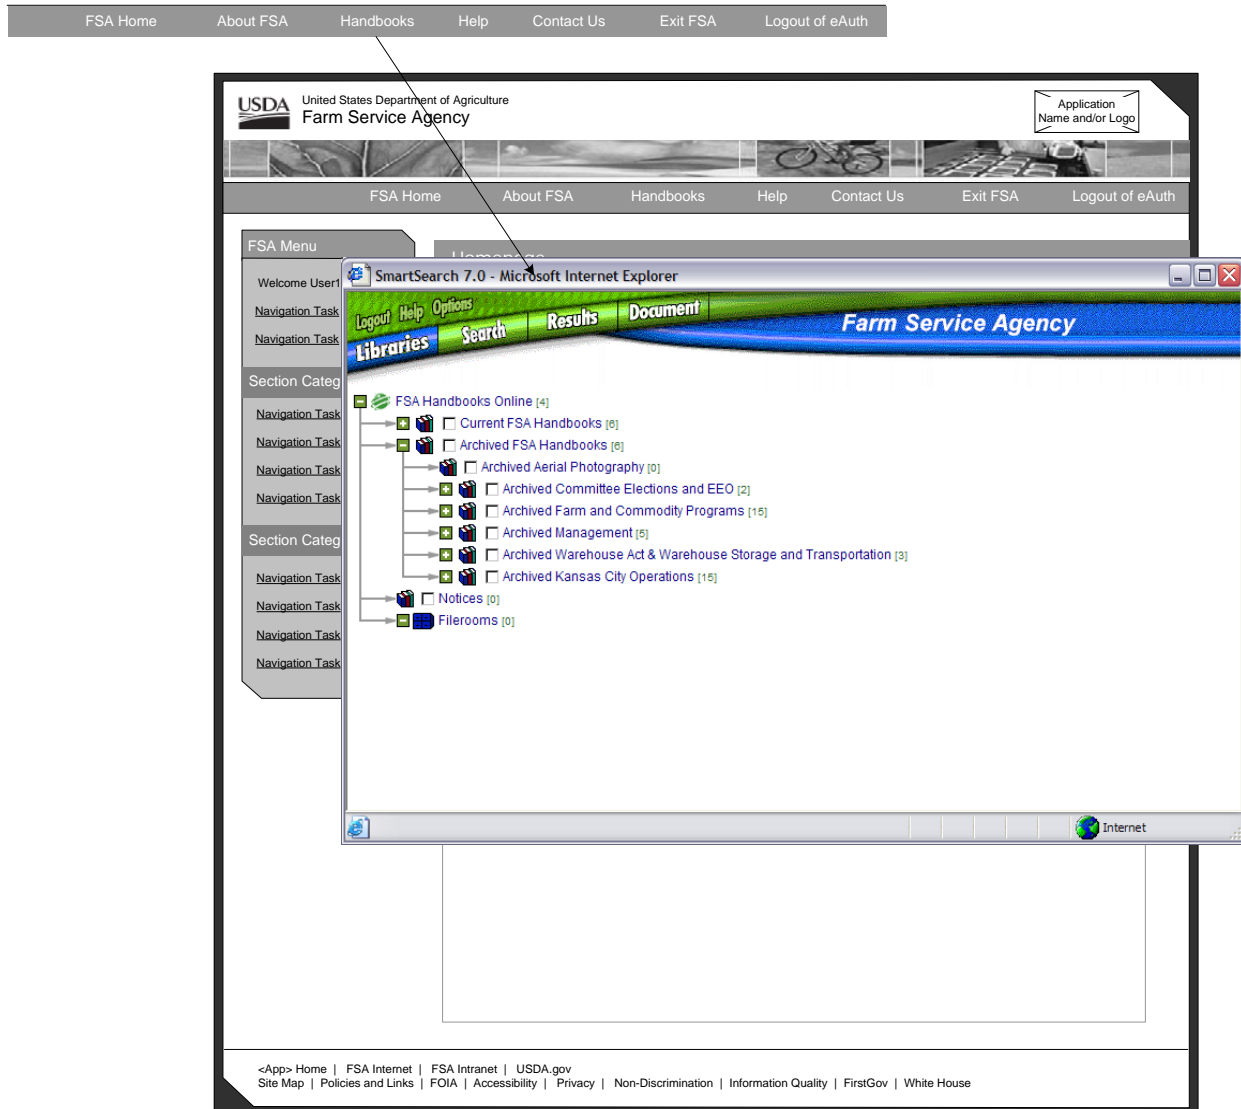 FSA Home About FSA Handbooks Help Contact Us Exit FSA Logout of eAuth
USDA
United States Department of Agriculture
Farm Service Agency
Application
Name and/or Logo
FSA Home About FSA Handbooks Help Contact Us Exit FSA Logout of eAuth
FSA Menu
Homepage
Welcome User1
Navigation Task
Navigation Task
Section Categ
Navigation Task
Navigation Task
Navigation Task
Navigation Task
Section Categ
Navigation Task
Navigation Task
Navigation Task
Navigation Task
SmartSearch 7.0 - Microsoft Internet Explorer
Logout Help Options
Libraries Search Results Document
Farm Service Agency
FSA Handbooks Online [4]
Current FSA Handbooks [6]
Archived FSA Handbooks [6]
Archived Aerial Photography [0]
Archived Committee Elections and EEO [2]
Archived Farm and Commodity Programs [15]
Archived Management [5]
Archived Warehouse Act & Warehouse Storage and Transportation [3]
Archived Kansas City Operations [15]
Notices [0]
Filerooms [0]
Internet
<App> Home | FSA Internet | FSA Intranet | USDA.gov
Site Map | Policies and Links | FOIA | Accessibility | Privacy | Non-Discrimination | Information Quality | FirstGov | White House